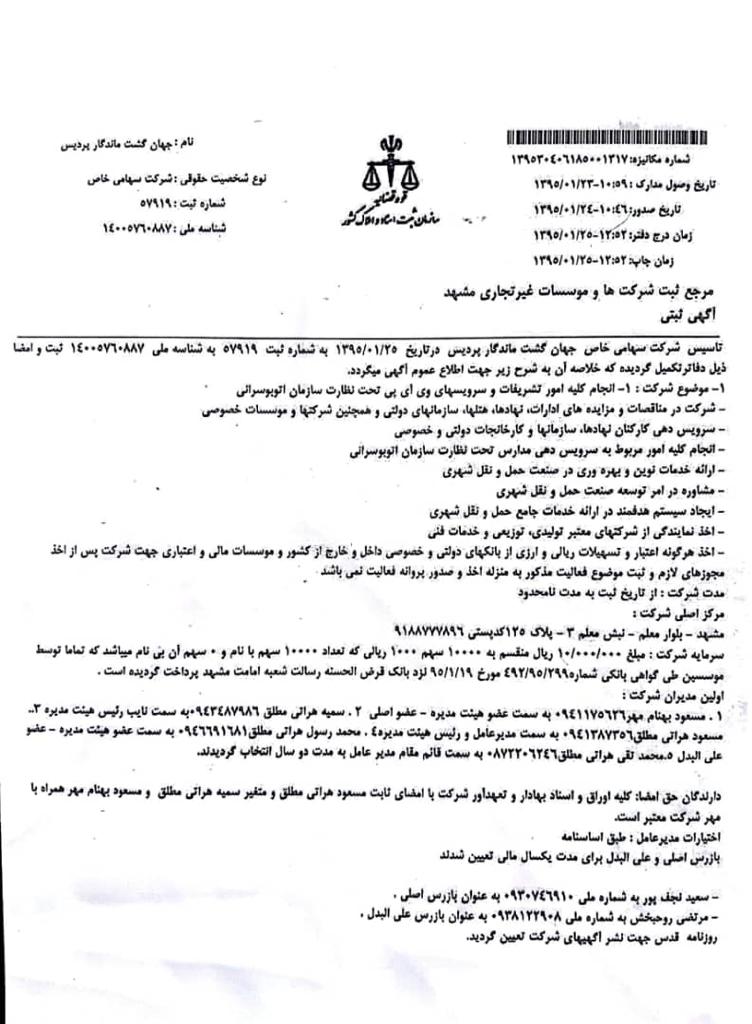 شماره مکانیزه: ۱۳۹۵۳۰۴۰۶۱۸۵۰۰۱۳۱۷
تاریخ وصول مدارک: ۱۰:۵۹-۱۳۹۵/۰۱/۲۳
تاریخ صدور: ۱۰:۴۶-۱۳۹۵/۰۱/۲۴
زمان درج دفتر: ۱۲:۵۲-۱۳۹۵/۰۱/۲۵
زمان چاپ: ۱۲:۵۲-۱۳۹۵/۰۱/۲۵
قوه قضائیه
سازمان ثبت اسناد و املاک کشور
نام: جهان گشت ماندگار پردیس
نوع شخصیت حقوقی: شرکت سهامی خاص
شماره ثبت: ۵۷۹۱۹
شناسه ملی: ۱۴۰۰۵۷۶۰۸۸۷
مرجع ثبت شرکت ها و موسسات غیرتجاری مشهد
آگهی ثبتی
تاسیس شرکت سهامی خاص جهان گشت ماندگار پردیس درتاریخ ۱۳۹۵/۰۱/۲۵ به شماره ثبت ۵۷۹۱۹ به شناسه ملی ۱۴۰۰۵۷۶۰۸۸۷ ثبت و امضا
ذیل دفاترتکمیل گردیده که خلاصه آن به شرح زیر جهت اطلاع عموم آگهی میگردد.
۱- موضوع شرکت : ۱- انجام کلیه امور تشریفات و سرویسهای وی آی پی تحت نظارت سازمان اتوبوسرانی
- شرکت در مناقصات و مزایده های ادارات، نهادها، هتلها، سازمانهای دولتی و همچنین شرکتها و موسسات خصوصی
- سرویس دهی کارکنان نهادها، سازمانها و کارخانجات دولتی و خصوصی
- انجام کلیه امور مربوط به سرویس دهی مدارس تحت نظارت سازمان اتوبوسرانی
- ارائه خدمات نوین و بهره وری در صنعت حمل و نقل شهری
- مشاوره در امر توسعه صنعت حمل و نقل شهری
- ایجاد سیستم هدفمند در ارائه خدمات جامع حمل و نقل شهری
- اخذ نمایندگی از شرکتهای معتبر تولیدی، توزیعی و خدمات فنی
- اخذ هرگونه اعتبار و تسهیلات ریالی و ارزی از بانکهای دولتی و خصوصی داخل و خارج از کشور و موسسات مالی و اعتباری جهت شرکت پس از اخذ
مجوزهای لازم و ثبت موضوع فعالیت مذکور به منزله اخذ و صدور پروانه فعالیت نمی باشد
مدت شرکت : از تاریخ ثبت به مدت نامحدود
مرکز اصلی شرکت :
مشهد - بلوار معلم - نبش معلم ۳ - پلاک ۱۲۵ کدپستی ۹۱۸۸۷۷۷۸۹۶
سرمایه شرکت : مبلغ ۱۰/۰۰۰/۰۰۰ ریال منقسم به ۱۰۰۰۰ سهم ۱۰۰۰ ریالی که تعداد ۱۰۰۰۰ سهم با نام و ۰ سهم آن بی نام میباشد که تماما توسط
موسسین طی گواهی بانکی شماره۴۹۲/۹۵/۲۹۹ مورخ ۹۵/۱/۱۹ نزد بانک قرض الحسنه رسالت شعبه امامت مشهد پرداخت گردیده است .
اولین مدیران شرکت :
۱ . مسعود بهنام مهر۰۹۴۱۱۷۵۶۲۶ به سمت عضو هیئت مدیره - عضو اصلی ۲ . سمیه هراتی مطلق ۰۹۴۳۴۸۷۹۸۶به سمت نایب رئیس هیئت مدیره ۳..
مسعود هراتی مطلق۰۹۴۱۳۸۷۳۵۶ به سمت مدیرعامل و رئیس هیئت مدیره۴ . محمد رسول هراتی مطلق۰۹۴۶۶۹۱۶۸۱ به سمت عضو هیئت مدیره - عضو
علی البدل ۵.محمد تقی هراتی مطلق۰۸۷۲۲۰۶۲۴۶ به سمت قائم مقام مدیر عامل به مدت دو سال انتخاب گردیدند.
دارندگان حق امضا: کلیه اوراق و اسناد بهادار و تعهدآور شرکت با امضای ثابت مسعود هراتی مطلق و متغیر سمیه هراتی مطلق و مسعود بهنام مهر همراه با
مهر شرکت معتبر است.
اختیارات مدیرعامل : طبق اساسنامه
بازرس اصلی و علی البدل برای مدت یکسال مالی تعیین شدند
- سعید نجف پور به شماره ملی ۰۹۳۰۷۴۶۹۱۰ به عنوان بازرس اصلی .
- مرتضی روحبخش به شماره ملی ۰۹۳۸۱۲۲۹۰۸ به عنوان بازرس علی البدل .
روزنامه قدس جهت نشر آگهیهای شرکت تعیین گردید.